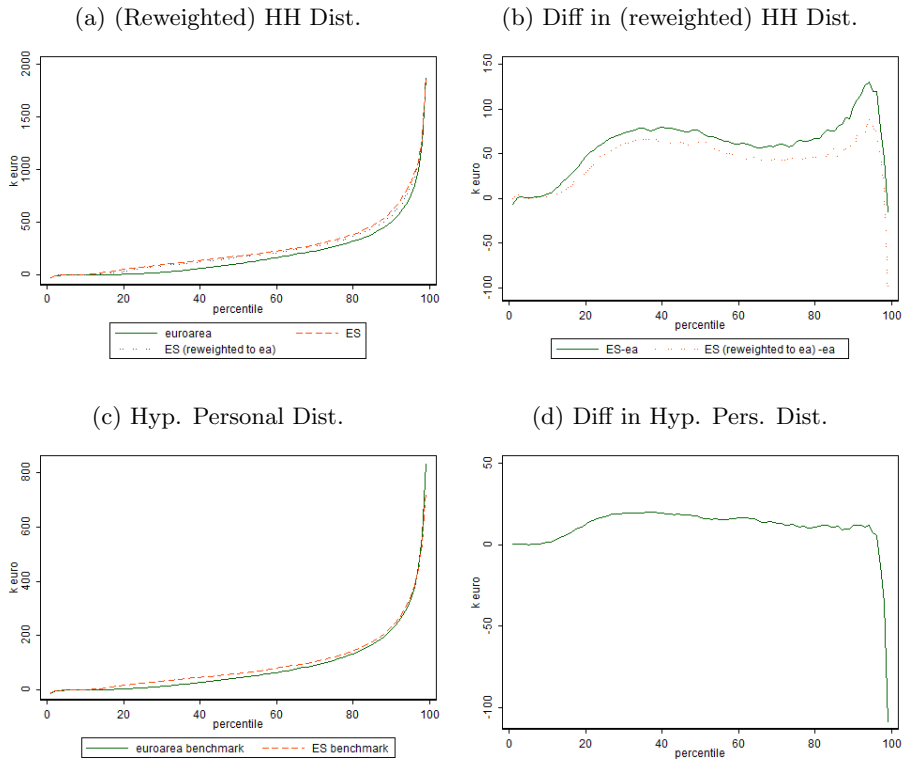 (a) (Reweighted) HH Dist.
2000
1500
1000
500
0
k euro
0 20 40 60 80 100
percentile
euroarea ES
ES (reweighted to ea)
(b) Diff in (reweighted) HH Dist.
150
100
50
0
-50
-100
k euro
0 20 40 60 80 100
percentile
ES-ea ES (reweighted to ea) -ea
(c) Hyp. Personal Dist.
800
600
400
200
0
k euro
0 20 40 60 80 100
percentile
euroarea benchmark ES benchmark
(d) Diff in Hyp. Pers. Dist.
50
0
-50
-100
k euro
0 20 40 60 80 100
percentile